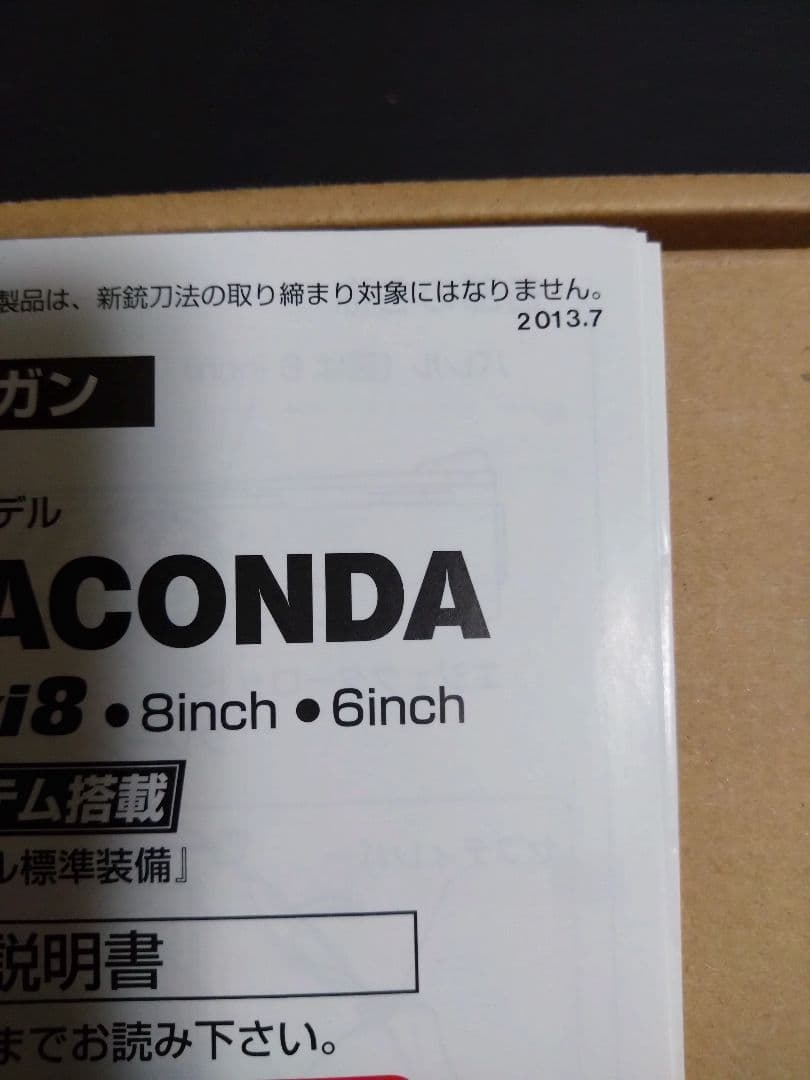 製品は、新銃刀法の取り締まり対象にはなりません。
2013.7
ガン
デル
ACONDA
i8 ●8inch ●6inch
テム搭載
ル標準装備』
説明書
までお読み下さい。